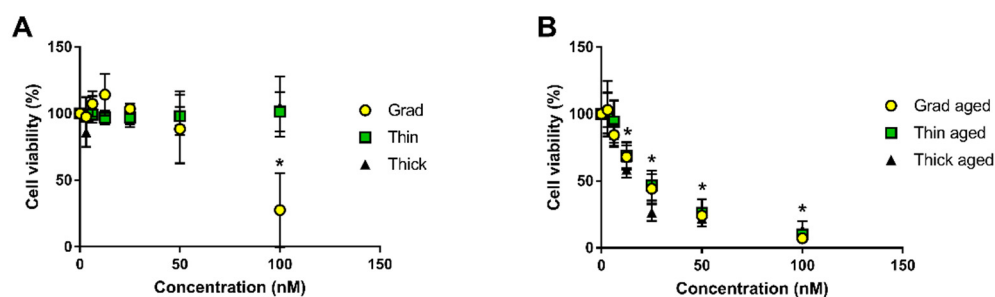 A
Cell viability (%)
150
100
50
0
*
0 50 100 150
Concentration (nM)
Grad
Thin
Thick
B
Cell viability (%)
150
100
50
0
* * * *
0 50 100 150
Concentration (nM)
Grad aged
Thin aged
Thick aged